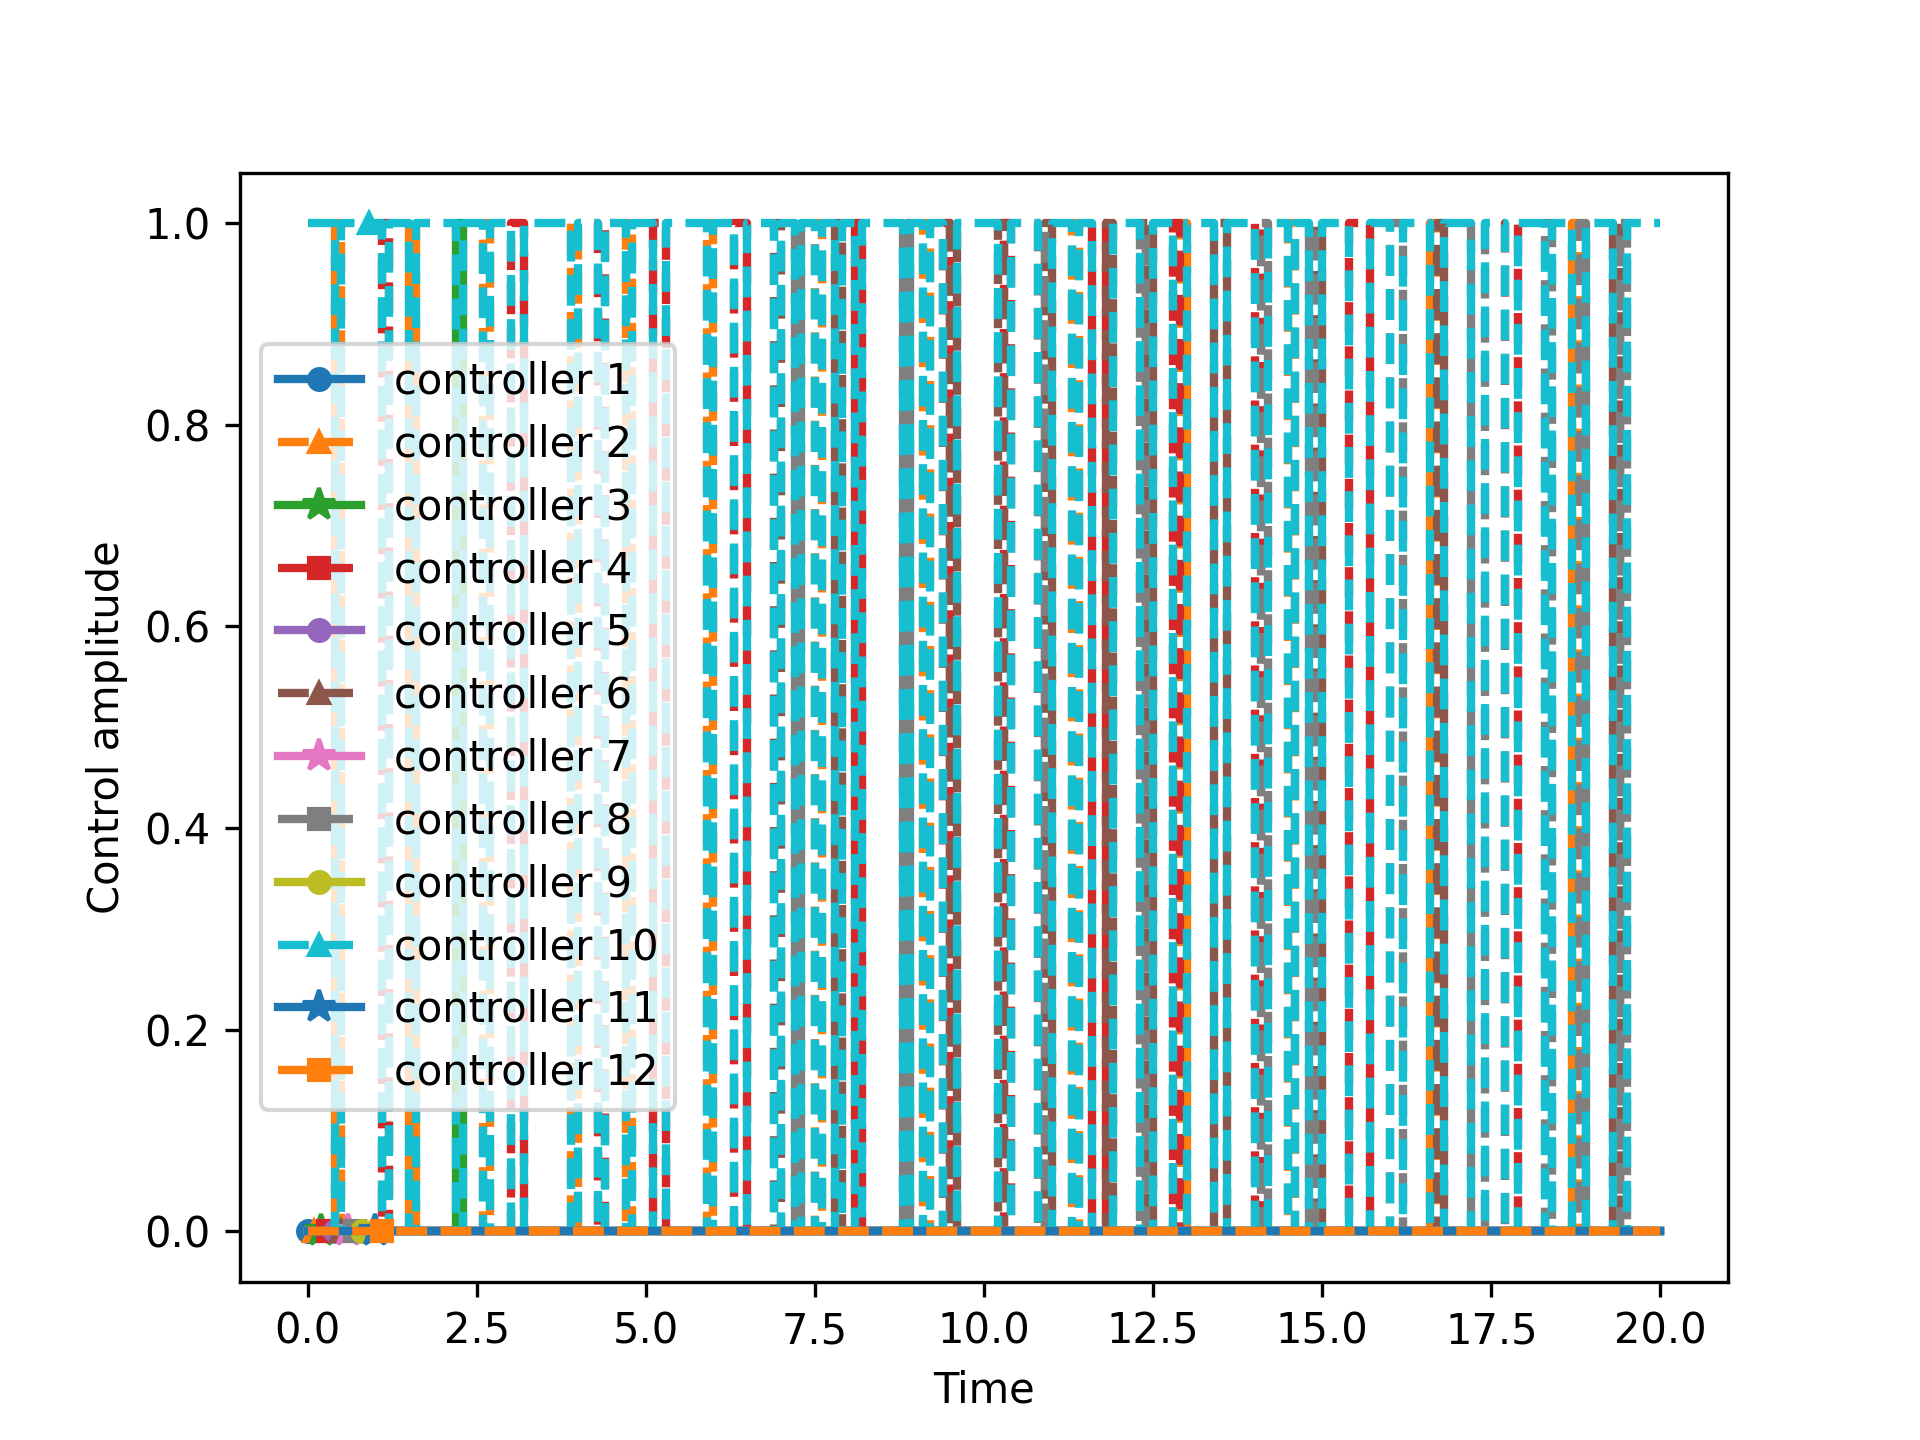 1.0
0.8
0.6
0.4
0.2
0.0
Control amplitude
controller 1
controller 2
controller 3
controller 4
controller 5
controller 6
controller 7
controller 8
controller 9
controller 10
controller 11
controller 12
0.0 2.5 5.0 7.5 10.0 12.5 15.0 17.5 20.0
Time